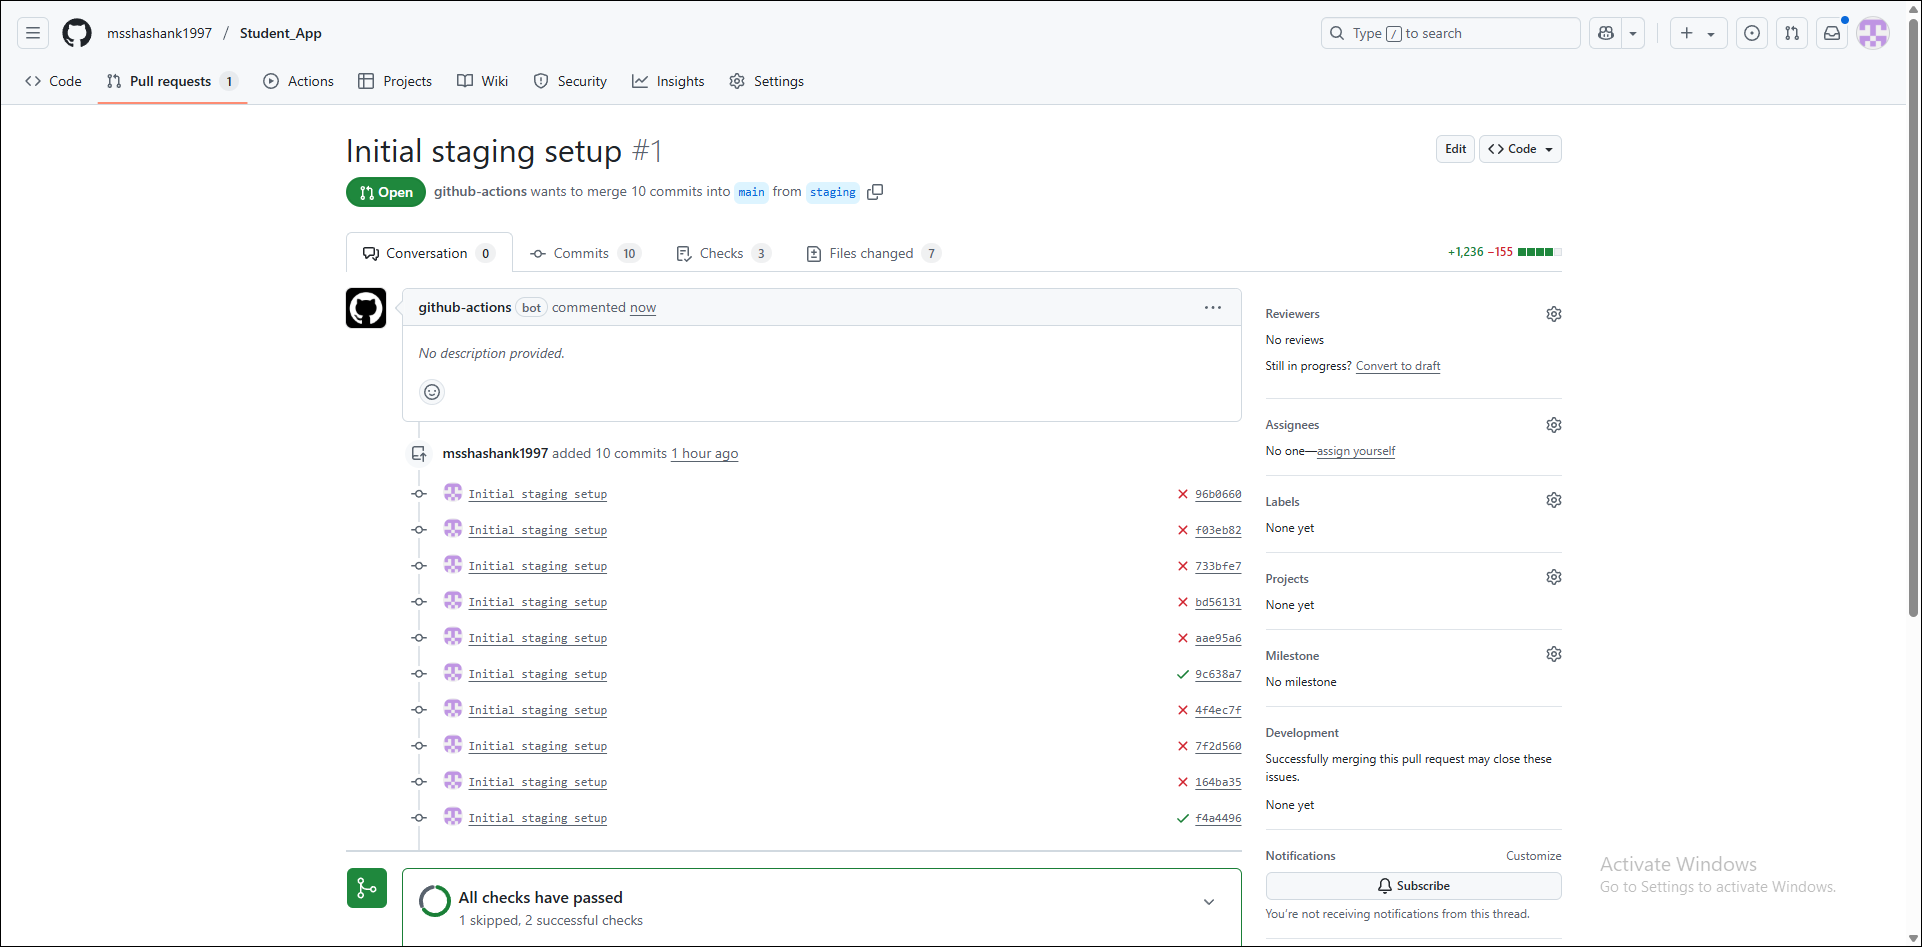 msshashank1997 / Student_App
Type / to search
Code
Pull requests 1
Actions
Projects
Wiki
Security
Insights
Settings
Initial staging setup #1
Edit
Code
Open
github-actions wants to merge 10 commits into main from staging
Conversation 0
Commits 10
Checks 3
Files changed 7
+1,236 −155
github-actions bot commented now
No description provided.
msshashank1997 added 10 commits 1 hour ago
Initial staging setup 96b0660
Initial staging setup f03eb82
Initial staging setup 733bfe7
Initial staging setup bd56131
Initial staging setup aae95a6
Initial staging setup 9c638a7
Initial staging setup 4f4ec7f
Initial staging setup 7f2d560
Initial staging setup 164ba35
Initial staging setup f4a4496
All checks have passed
1 skipped, 2 successful checks
Reviewers
No reviews
Still in progress? Convert to draft
Assignees
No one—assign yourself
Labels
None yet
Projects
None yet
Milestone
No milestone
Development
Successfully merging this pull request may close these
issues.
None yet
Notifications
Customize
Subscribe
You're not receiving notifications from this thread.
Activate Windows
Go to Settings to activate Windows.